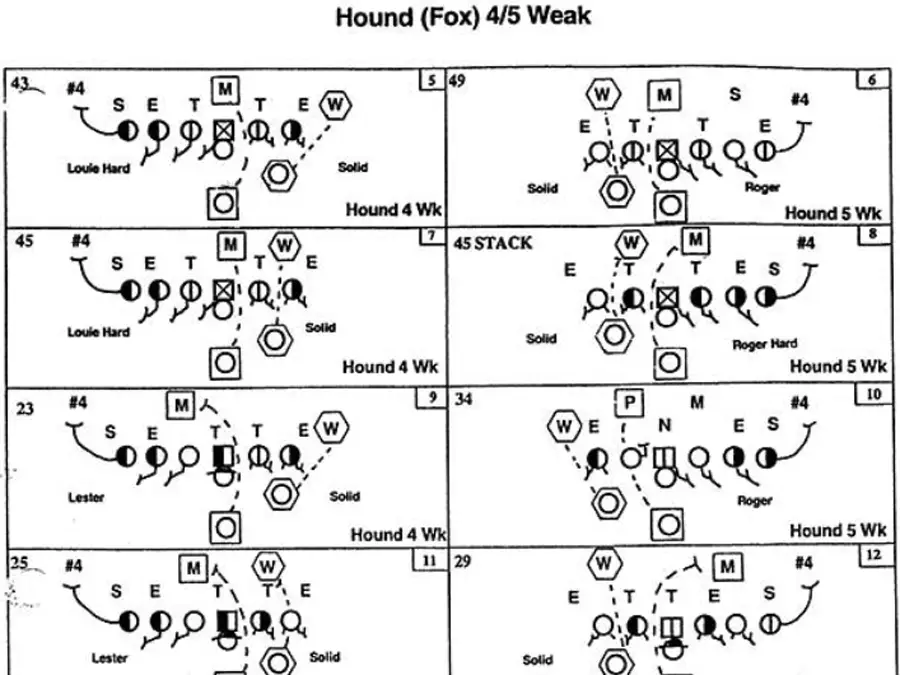 Hound (Fox) 4/5 Weak
43 #4 M 5
S E T T E W
Louie Hard Solid
Hound 4 Wk
49 W M S #4 6
E T T E
Solid Roger
Hound 5 Wk
45 #4 M W 7
S E T T E
Louie Hard Solid
Hound 4 Wk
45 STACK W M #4 8
E T T E S
Solid Roger Hard
Hound 5 Wk
23 #4 M 9
S E T T E W
Lester Solid
Hound 4 Wk
34 P M #4 10
W E N E S
Solid Roger
Hound 5 Wk
25 #4 M W 11
S E T T E
Lester Solid
29 W M #4 12
E T T E S
Solid